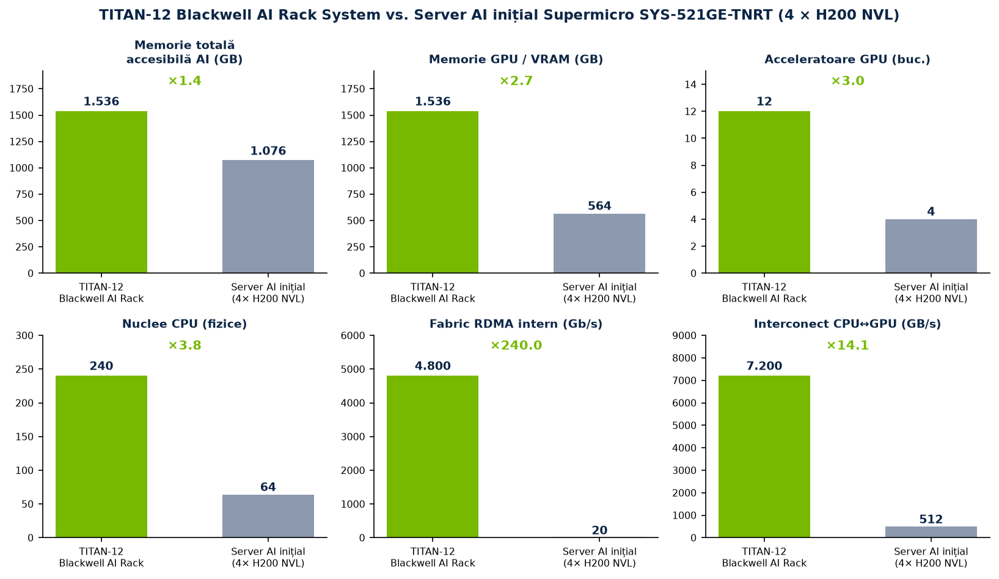 TITAN-12 Blackwell AI Rack System vs. Server AI inițial Supermicro SYS-521GE-TNRT (4 × H200 NVL)
Memorie totală
accesibilă AI (GB)
×1.4
1750
1500
1250
1000
750
500
250
0
1.536
1.076
TITAN-12
Blackwell AI Rack
Server AI inițial
(4× H200 NVL)
Memorie GPU / VRAM (GB)
×2.7
1750
1500
1250
1000
750
500
250
0
1.536
564
TITAN-12
Blackwell AI Rack
Server AI inițial
(4× H200 NVL)
Acceleratoare GPU (buc.)
×3.0
14
12
10
8
6
4
2
0
12
4
TITAN-12
Blackwell AI Rack
Server AI inițial
(4× H200 NVL)
Nuclee CPU (fizice)
×3.8
300
250
200
150
100
50
0
240
64
TITAN-12
Blackwell AI Rack
Server AI inițial
(4× H200 NVL)
Fabric RDMA intern (Gb/s)
×240.0
6000
5000
4000
3000
2000
1000
0
4.800
20
TITAN-12
Blackwell AI Rack
Server AI inițial
(4× H200 NVL)
Interconect CPU↔GPU (GB/s)
×14.1
9000
8000
7000
6000
5000
4000
3000
2000
1000
0
7.200
512
TITAN-12
Blackwell AI Rack
Server AI inițial
(4× H200 NVL)